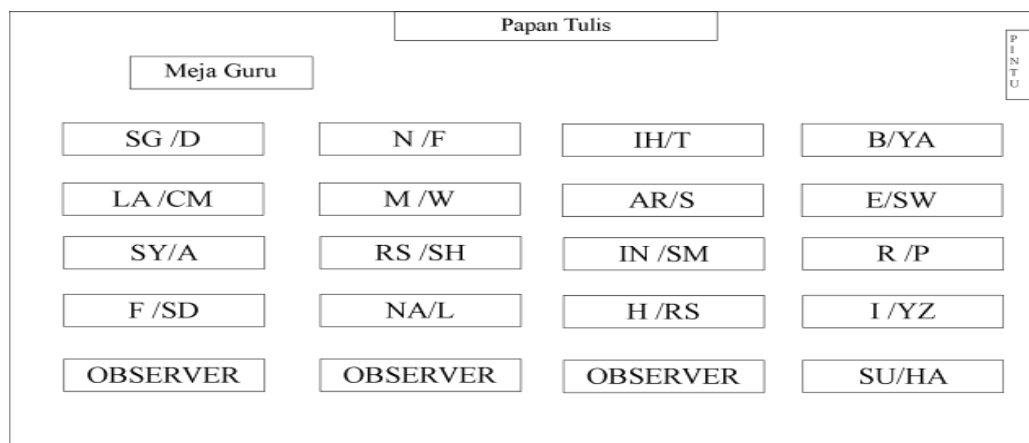 Papan Tulis
PINTU
Meja Guru
SG /D N /F IH/T B/YA
LA /CM M /W AR/S E/SW
SY/A RS /SH IN /SM R /P
F /SD NA/L H /RS I /YZ
OBSERVER OBSERVER OBSERVER SU/HA